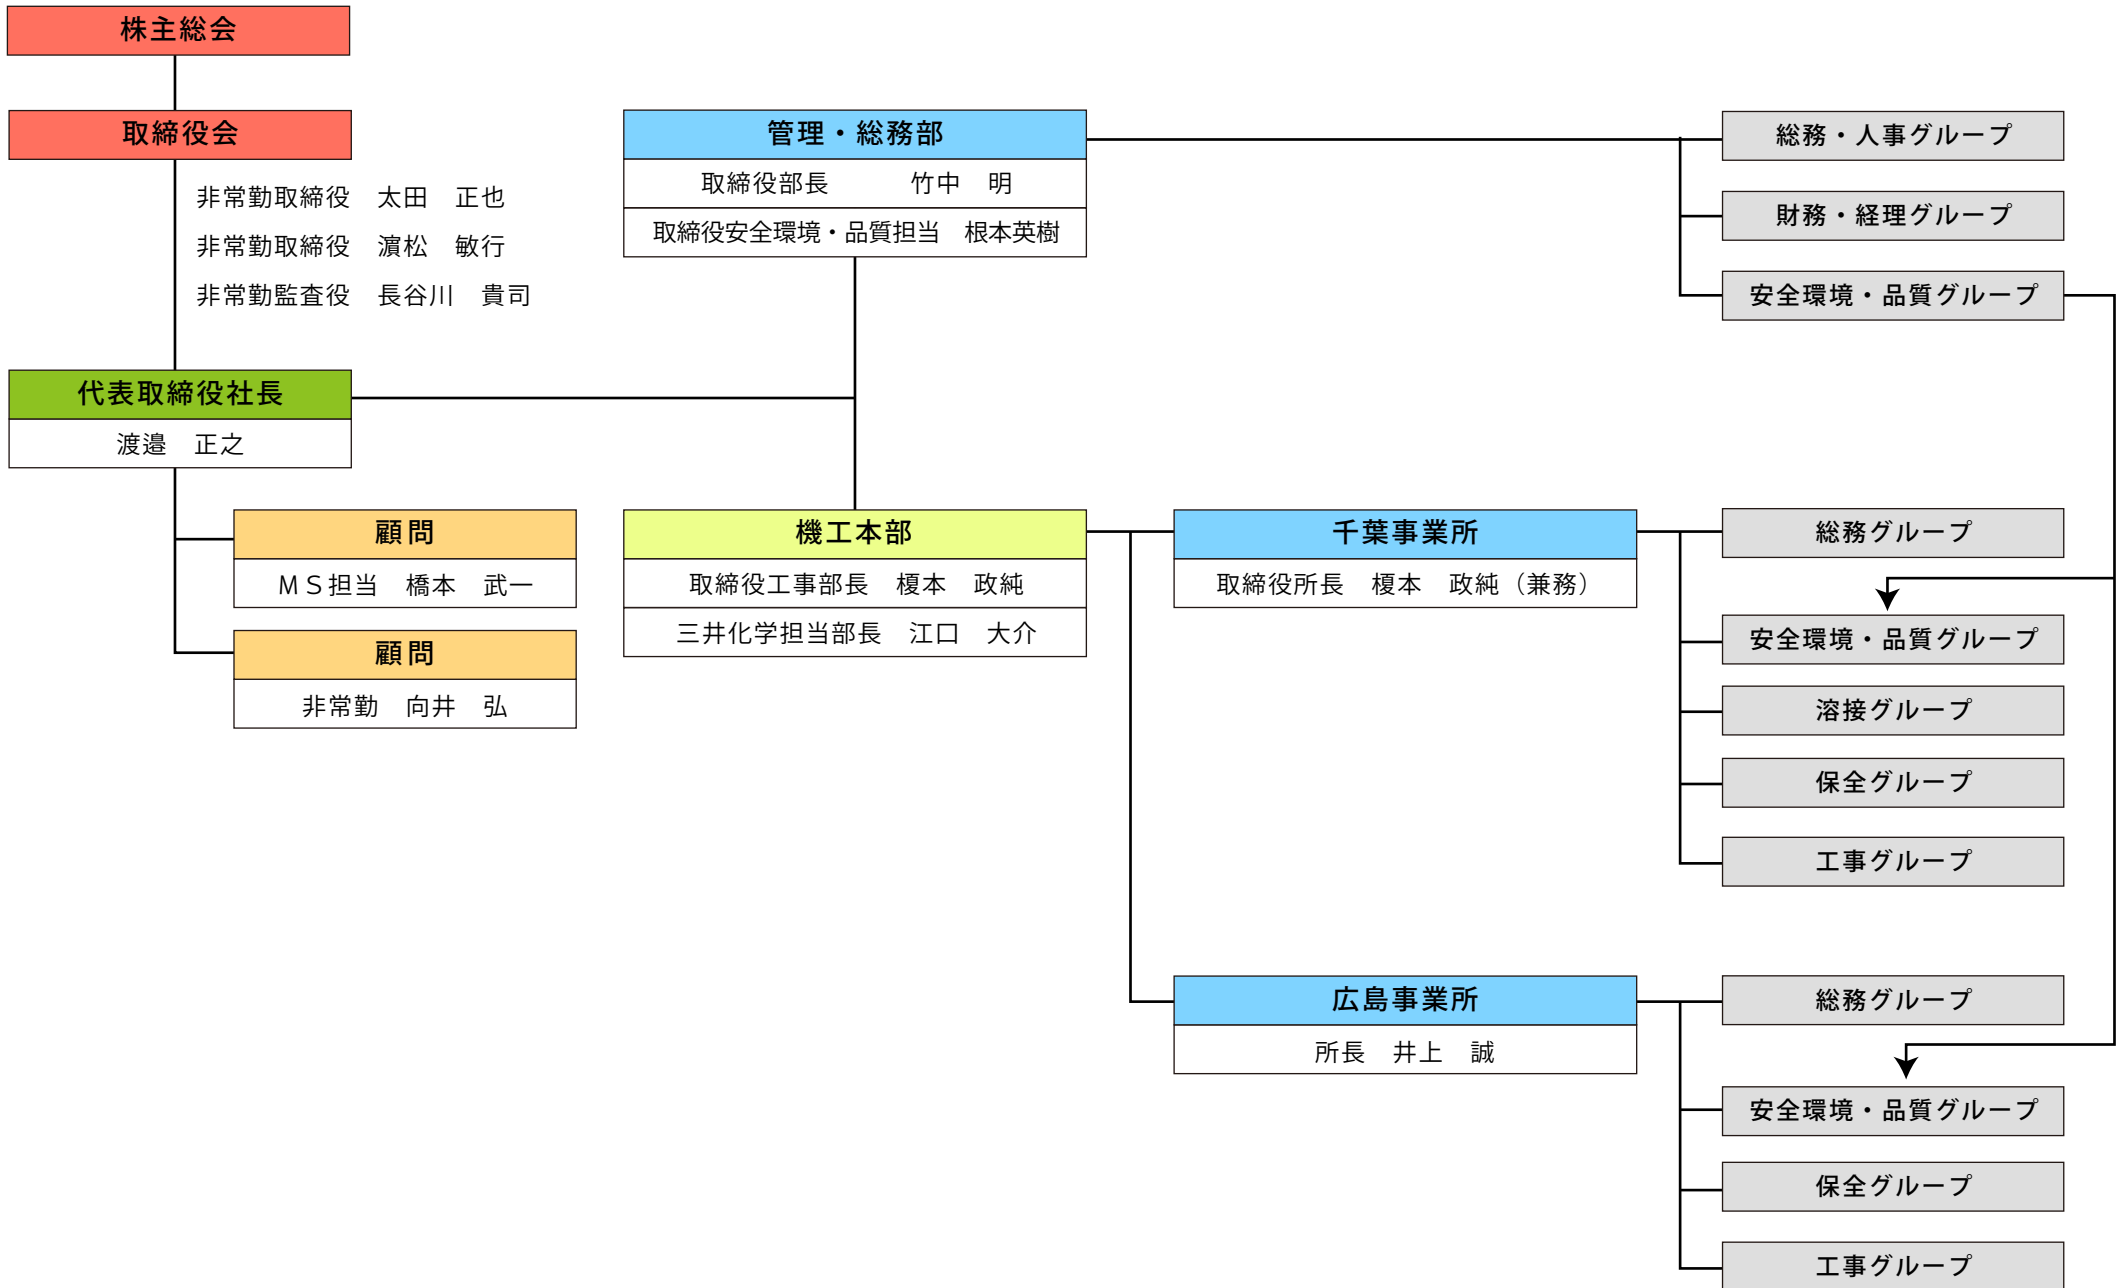 株主総会
取締役会
非常勤取締役　太田　正也
非常勤取締役　濵松　敏行
非常勤監査役　長谷川　貴司
代表取締役社長
渡邉　正之
顧問
ＭＳ担当　橋本　武一
顧問
非常勤　向井　弘
管理・総務部
取締役部長　　　竹中　明
取締役安全環境・品質担当　根本英樹
機工本部
取締役工事部長　榎本　政純
三井化学担当部長　江口　大介
総務・人事グループ
財務・経理グループ
安全環境・品質グループ
千葉事業所
取締役所長　榎本　政純（兼務）
総務グループ
安全環境・品質グループ
溶接グループ
保全グループ
工事グループ
広島事業所
所長　井上　誠
総務グループ
安全環境・品質グループ
保全グループ
工事グループ